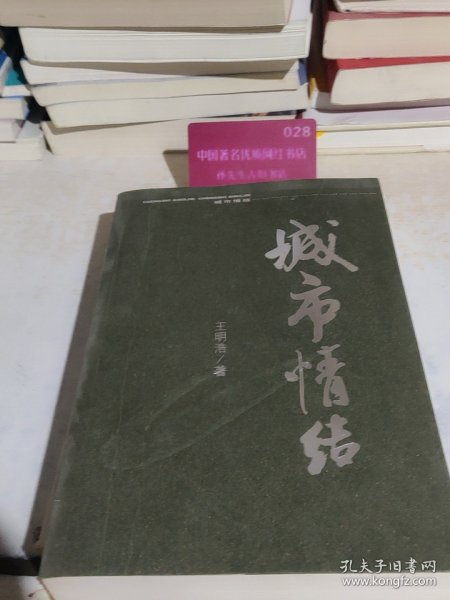 028
中国著名优质网红书店
城市情结
城市情结
王明浩/著
孔夫子旧书网
www.kongfz.com